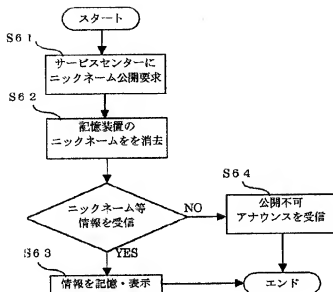 スタート
S61
サービスセンターに
ニックネーム公開要求
S62
記憶装置の
ニックネームをを消去
ニックネーム等
情報を受信
NO
YES
S64
公開不可
アナウンスを受信
S63
情報を記憶・表示
エンド